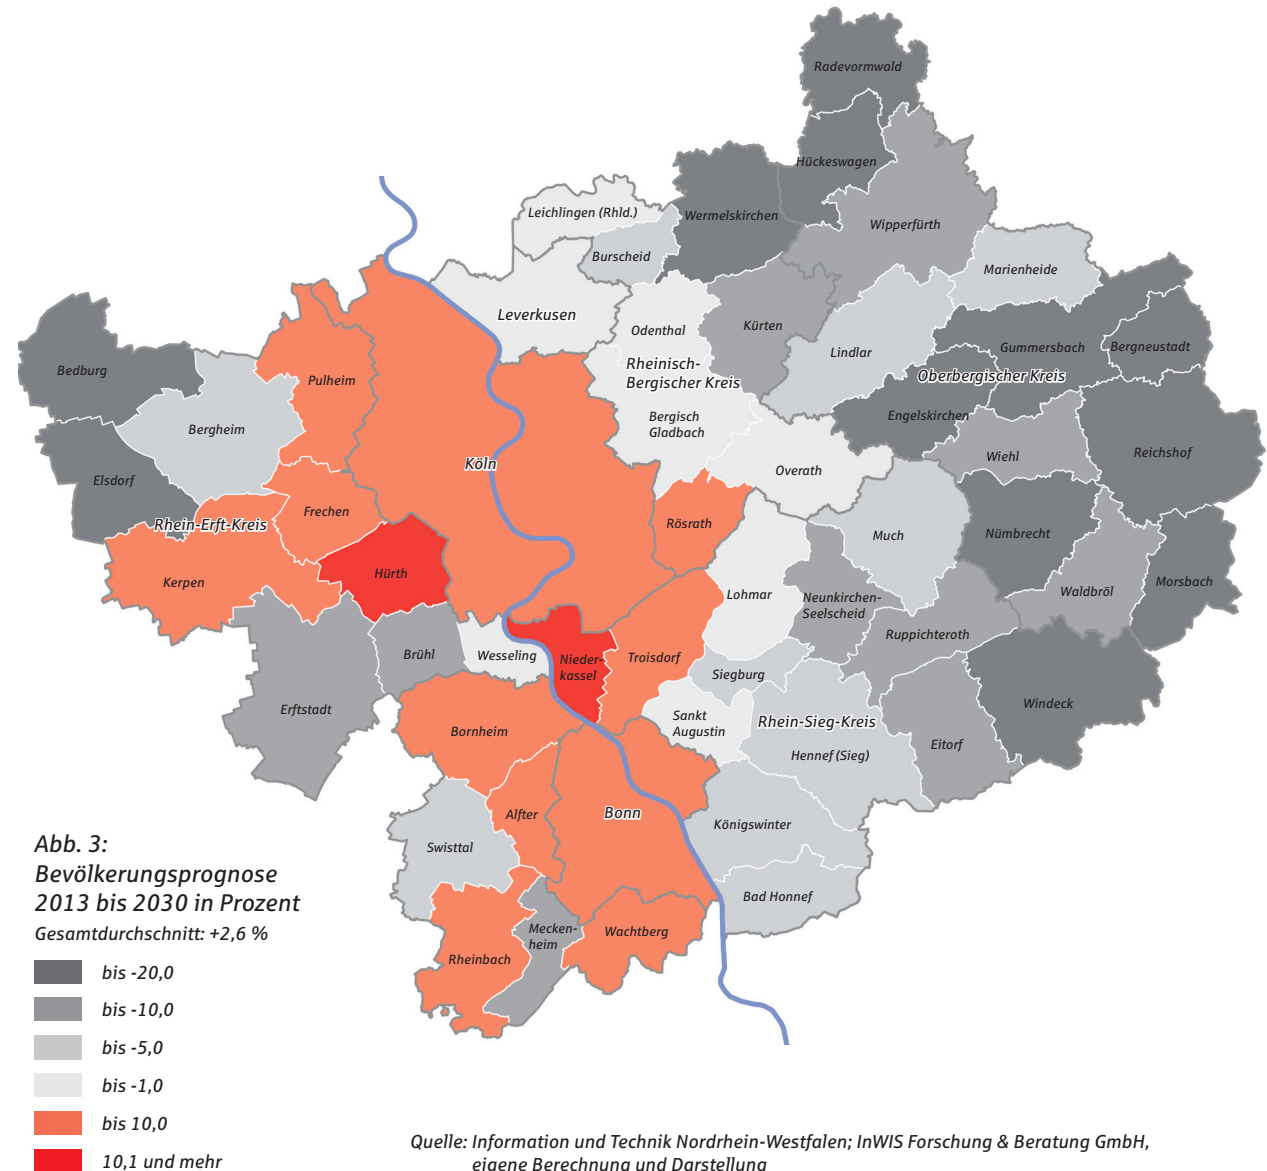 Radevormwald
Hückeswagen
Wermelskirchen
Leichlingen (Rhld.)
Wipperfürth
Burscheid
Marienheide
Leverkusen
Odenthal
Kürten
Lindlar
Gummersbach
Bergneustadt
Rheinisch-
Bergischer Kreis
Oberbergischer Kreis
Bedburg
Pulheim
Bergheim
Bergisch
Gladbach
Engelskirchen
Köln
Overath
Wiehl
Reichshof
Elsdorf
Frechen
Rhein-Erft-Kreis
Rösrath
Much
Nümbrecht
Kerpen
Hürth
Lohmar
Neunkirchen-
Seelscheid
Waldbröl
Morsbach
Ruppichteroth
Brühl
Wesseling
Nieder-
kassel
Troisdorf
Siegburg
Erftstadt
Sankt
Augustin
Rhein-Sieg-Kreis
Windeck
Bornheim
Hennef (Sieg)
Eitorf
Alfter
Bonn
Königswinter
Swisttal
Bad Honnef
Mecken-
heim
Wachtberg
Rheinbach
Abb. 3:
Bevölkerungsprognose
2013 bis 2030 in Prozent
Gesamtdurchschnitt: +2,6 %
bis -20,0
bis -10,0
bis -5,0
bis -1,0
bis 10,0
10,1 und mehr
Quelle: Information und Technik Nordrhein-Westfalen; InWIS Forschung & Beratung GmbH,
eigene Berechnung und Darstellung